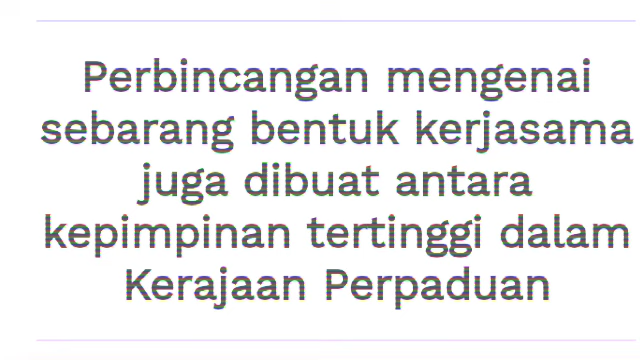 Perbincangan mengenai
sebarang bentuk kerjasama
juga dibuat antara
kepimpinan tertinggi dalam
Kerajaan Perpaduan